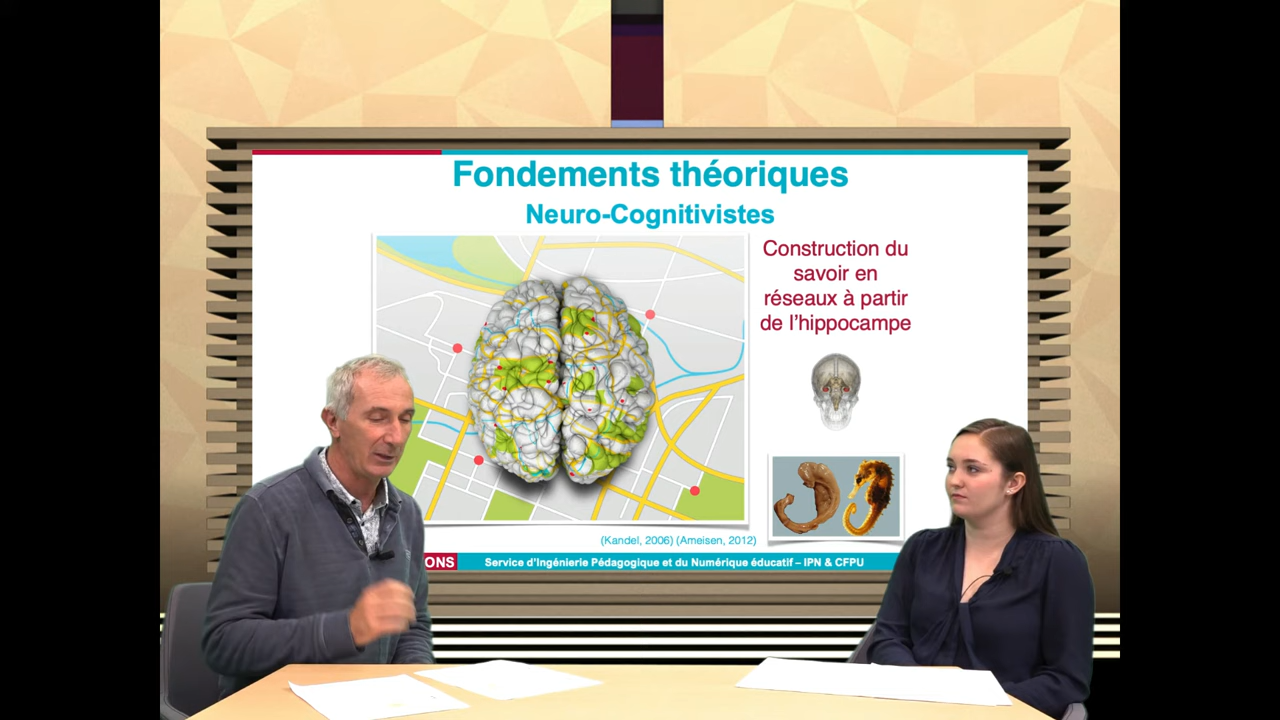 Fondements théoriques
Neuro-Cognitivistes
Construction du
savoir en
réseaux à partir
de l'hippocampe
(Kandel, 2006) (Ameisen, 2012)
ONS
Service d'Ingénierie Pédagogique et du Numérique éducatif – IPN & CFPU